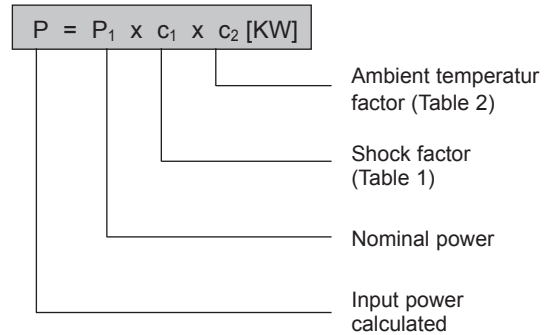 P = P₁ x c₁ x c₂ [KW]
Ambient temperatur
factor (Table 2)
Shock factor
(Table 1)
Nominal power
Input power
calculated